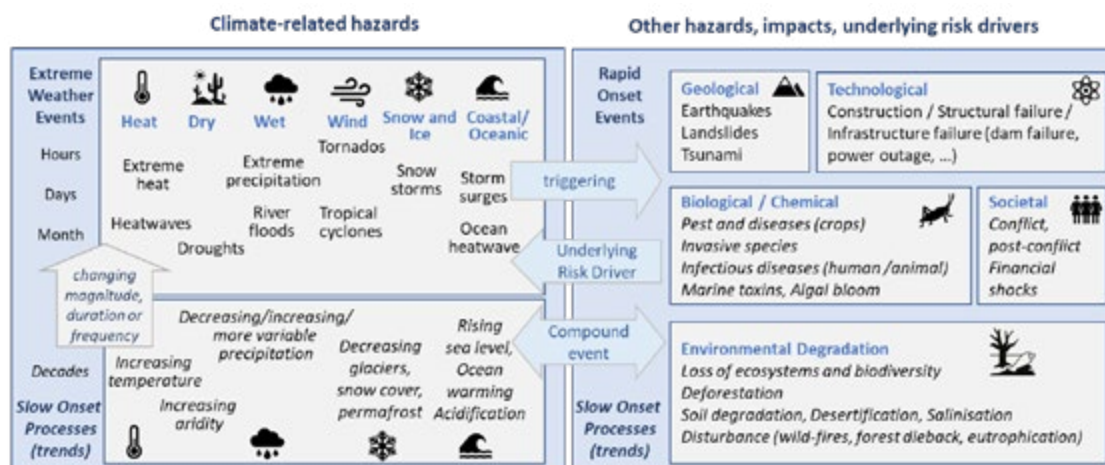 Climate-related hazards
Other hazards, impacts, underlying risk drivers
Extreme
Weather
Events
Hours
Days
Month
Heat
Dry
Wet
Wind
Snow and
Ice
Coastal/
Oceanic
Extreme
heat
Heatwaves
Droughts
Extreme
precipitation
River
floods
Tornados
Tropical
cyclones
Snow
storms
Storm
surges
Ocean
heatwave
changing
magnitude,
duration or
frequency
Decades
Slow Onset
Processes
(trends)
Increasing
temperature
Increasing
aridity
Decreasing/increasing/
more variable
precipitation
Decreasing
glaciers,
snow cover,
permafrost
Rising
sea level,
Ocean
warming
Acidification
triggering
Underlying
Risk Driver
Compound
event
Rapid
Onset
Events
Geological
Earthquakes
Landslides
Tsunami
Technological
Construction / Structural failure /
Infrastructure failure (dam failure,
power outage, ...)
Biological / Chemical
Pest and diseases (crops)
Invasive species
Infectious diseases (human /animal)
Marine toxins, Algal bloom
Societal
Conflict,
post-conflict
Financial
shocks
Slow Onset
Processes
(trends)
Environmental Degradation
Loss of ecosystems and biodiversity
Deforestation
Soil degradation, Desertification, Salinisation
Disturbance (wild-fires, forest dieback, eutrophication)